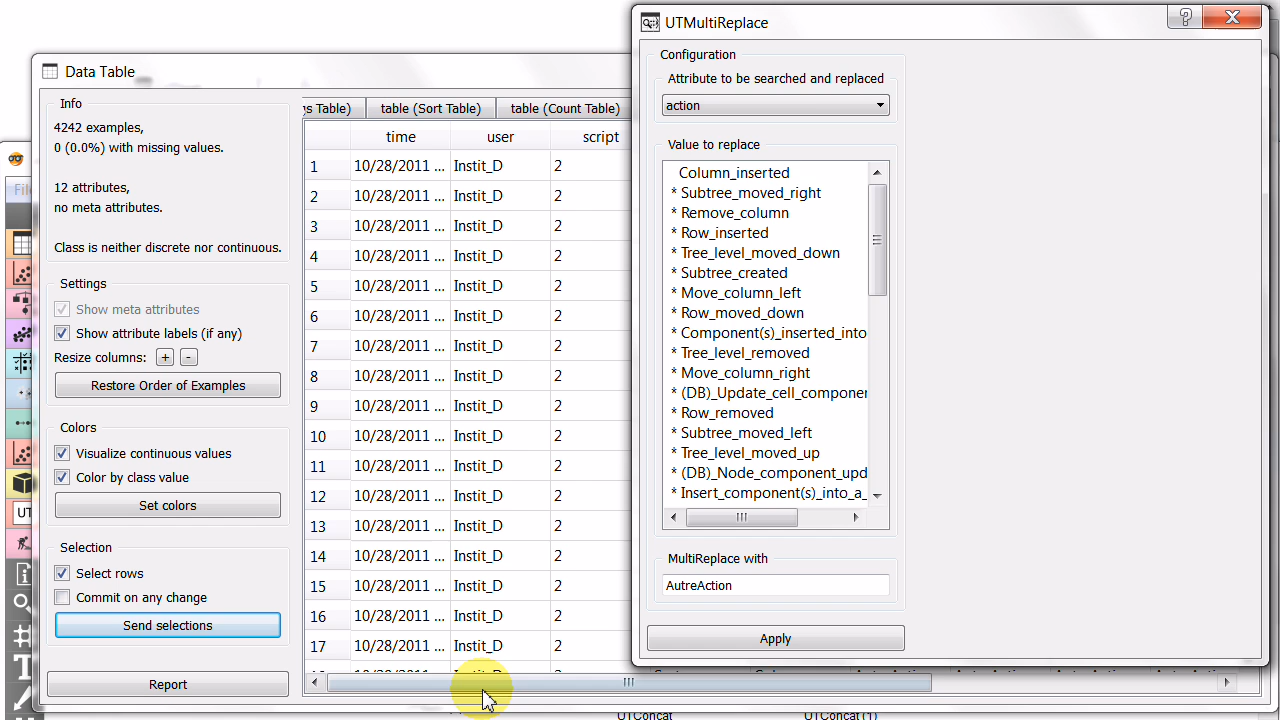 UTMultiReplace
Configuration
Attribute to be searched and replaced
action
Value to replace
Column_inserted
* Subtree_moved_right
* Remove_column
* Row_inserted
* Tree_level_moved_down
* Subtree_created
* Move_column_left
* Row_moved_down
* Component(s)_inserted_into
* Tree_level_removed
* Move_column_right
* (DB)_Update_cell_componer
* Row_removed
* Subtree_moved_left
* Tree_level_moved_up
* (DB)_Node_component_upd
* Insert_component(s)_into_a_
MultiReplace with
AutreAction
Apply
Data Table
Info
4242 examples,
0 (0.0%) with missing values.
12 attributes,
no meta attributes.
Class is neither discrete nor continuous.
Settings
Show meta attributes
Show attribute labels (if any)
Resize columns: + -
Restore Order of Examples
Colors
Visualize continuous values
Color by class value
Set colors
Selection
Select rows
Commit on any change
Send selections
Report
s Table) table (Sort Table) table (Count Table)
time user script
1 10/28/2011 ... Instit_D 2
2 10/28/2011 ... Instit_D 2
3 10/28/2011 ... Instit_D 2
4 10/28/2011 ... Instit_D 2
5 10/28/2011 ... Instit_D 2
6 10/28/2011 ... Instit_D 2
7 10/28/2011 ... Instit_D 2
8 10/28/2011 ... Instit_D 2
9 10/28/2011 ... Instit_D 2
10 10/28/2011 ... Instit_D 2
11 10/28/2011 ... Instit_D 2
12 10/28/2011 ... Instit_D 2
13 10/28/2011 ... Instit_D 2
14 10/28/2011 ... Instit_D 2
15 10/28/2011 ... Instit_D 2
16 10/28/2011 ... Instit_D 2
17 10/28/2011 ... Instit_D 2
File
UT
UTConcat UTConcat (1)